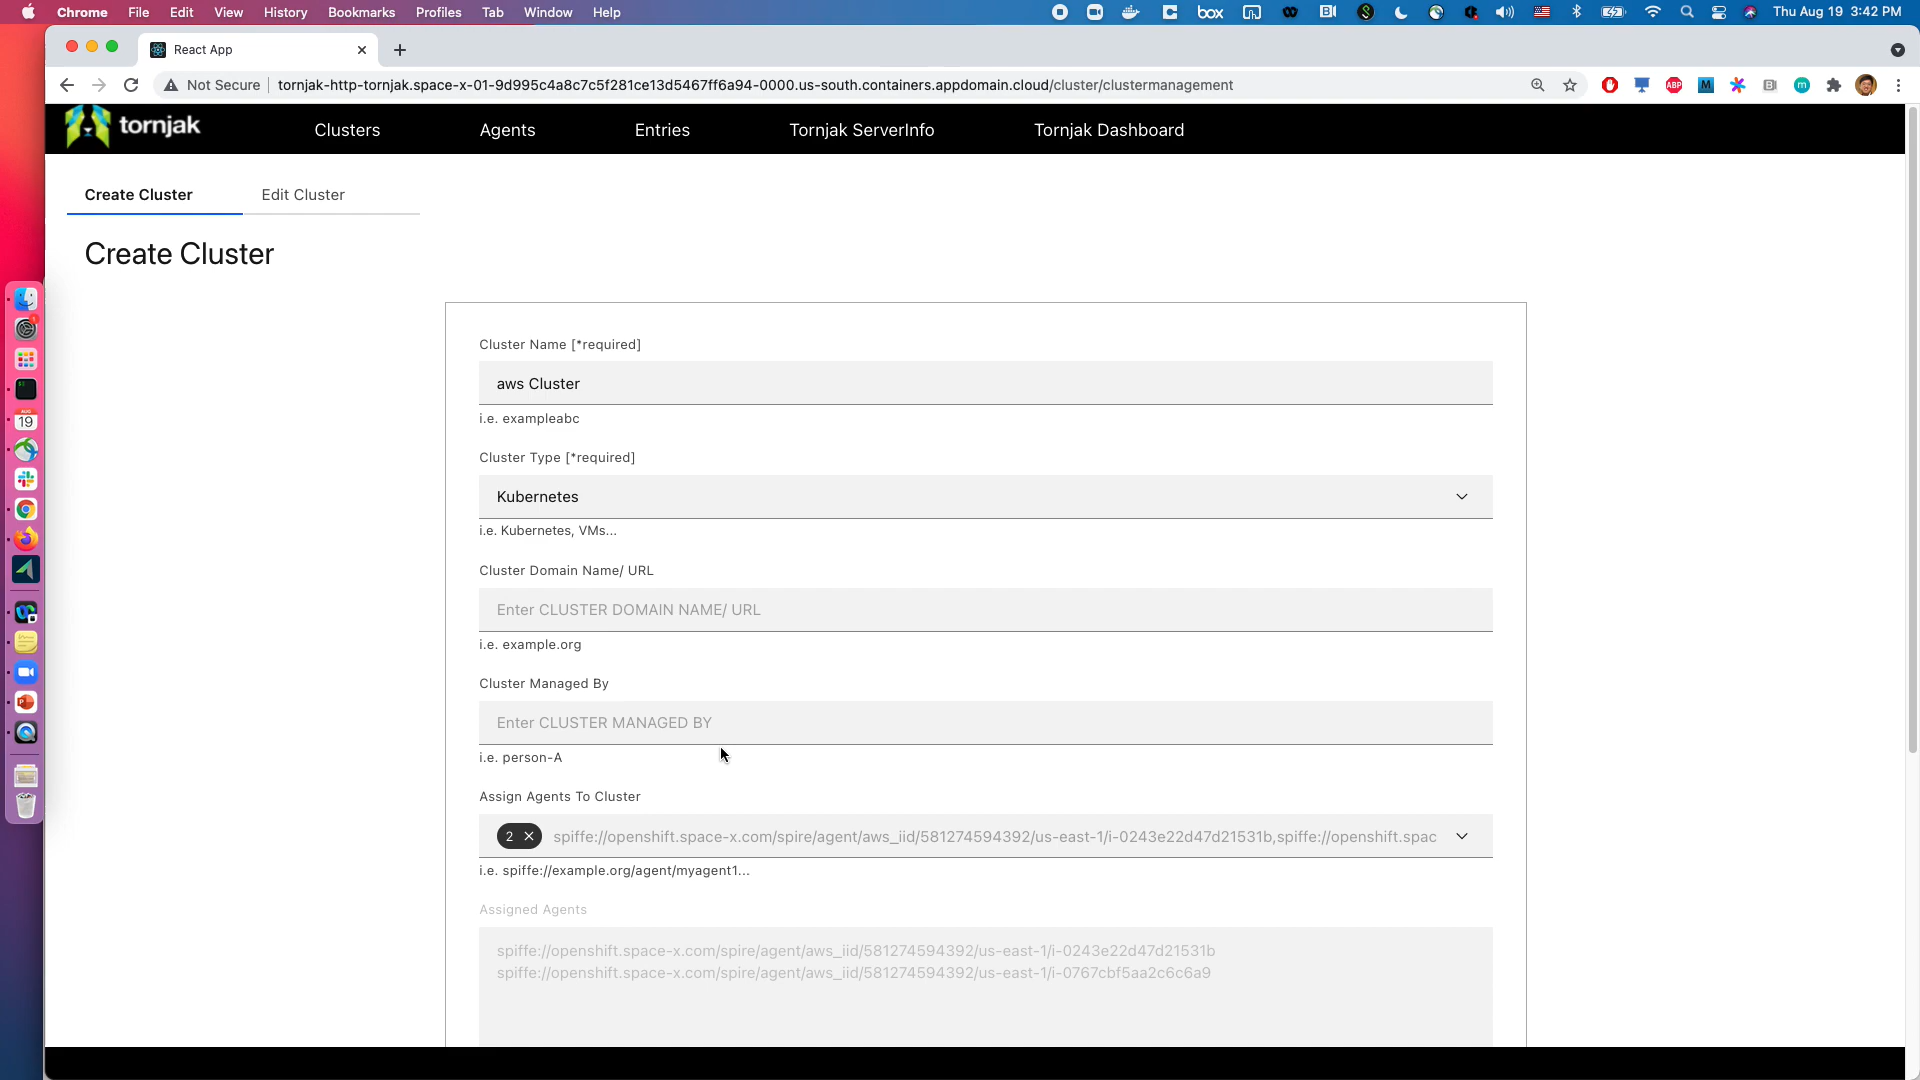 Chrome File Edit View History Bookmarks Profiles Tab Window Help box Thu Aug 19 3:42 PM
React App
Not Secure tornjak-http-tornjak.space-x-01-9d995c4a8c7c5f281ce13d5467ff6a94-0000.us-south.containers.appdomain.cloud/cluster/clustermanagement ABP M m
tornjak Clusters Agents Entries Tornjak ServerInfo Tornjak Dashboard
Create Cluster Edit Cluster
Create Cluster
Cluster Name [*required]
aws Cluster
i.e. exampleabc
Cluster Type [*required]
Kubernetes
i.e. Kubernetes, VMs...
Cluster Domain Name/ URL
Enter CLUSTER DOMAIN NAME/ URL
i.e. example.org
Cluster Managed By
Enter CLUSTER MANAGED BY
i.e. person-A
Assign Agents To Cluster
2 spiffe://openshift.space-x.com/spire/agent/aws_iid/581274594392/us-east-1/i-0243e22d47d21531b,spiffe://openshift.spac
i.e. spiffe://example.org/agent/myagent1...
Assigned Agents
spiffe://openshift.space-x.com/spire/agent/aws_iid/581274594392/us-east-1/i-0243e22d47d21531b
spiffe://openshift.space-x.com/spire/agent/aws_iid/581274594392/us-east-1/i-0767cbf5aa2c6c6a9